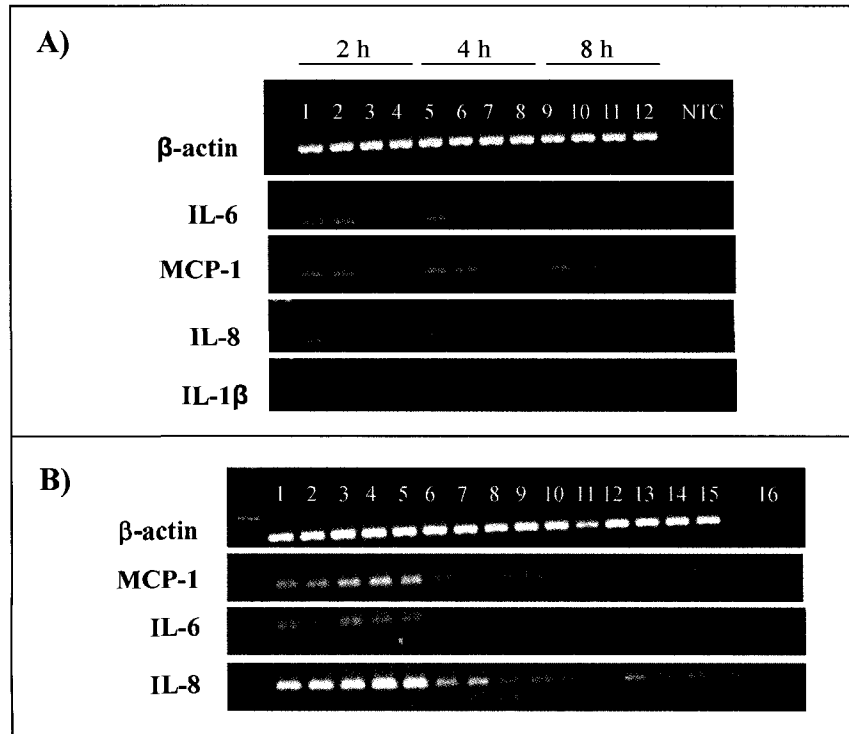 A)
2 h 4 h 8 h
1 2 3 4 5 6 7 8 9 10 11 12 NTC
β-actin
IL-6
MCP-1
IL-8
IL-1β
B)
1 2 3 4 5 6 7 8 9 10 11 12 13 14 15 16
β-actin
MCP-1
IL-6
IL-8